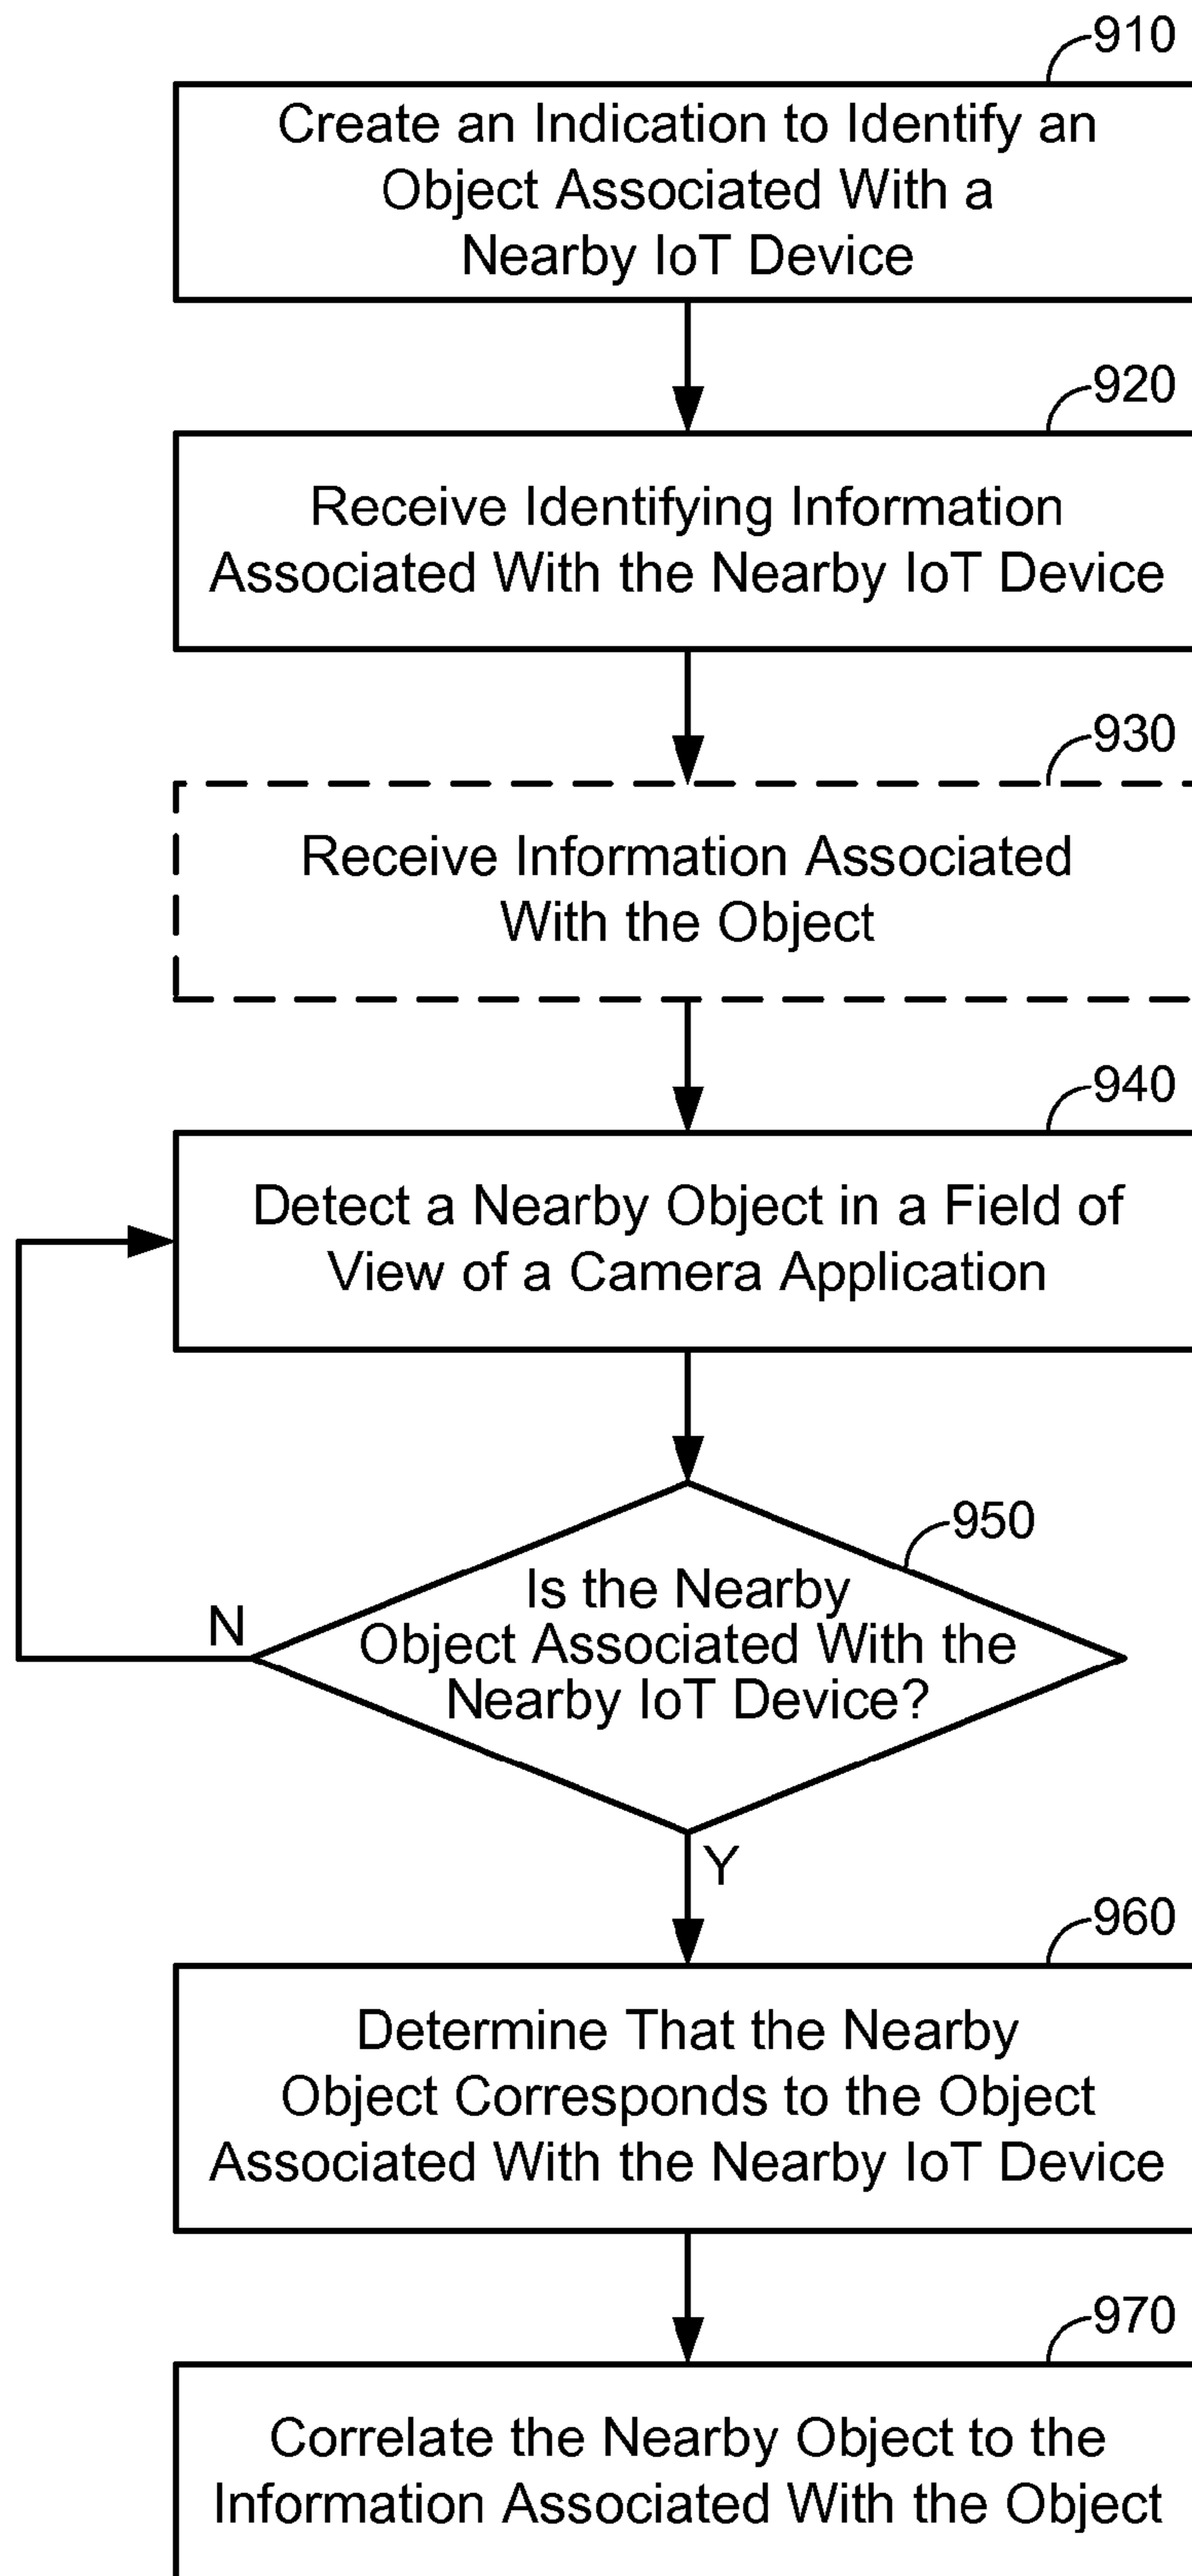 910
Create an Indication to Identify an
Object Associated With a
Nearby IoT Device
920
Receive Identifying Information
Associated With the Nearby IoT Device
930
Receive Information Associated
With the Object
940
Detect a Nearby Object in a Field of
View of a Camera Application
950
Is the Nearby
Object Associated With the
Nearby IoT Device?
N
Y
960
Determine That the Nearby
Object Corresponds to the Object
Associated With the Nearby IoT Device
970
Correlate the Nearby Object to the
Information Associated With the Object